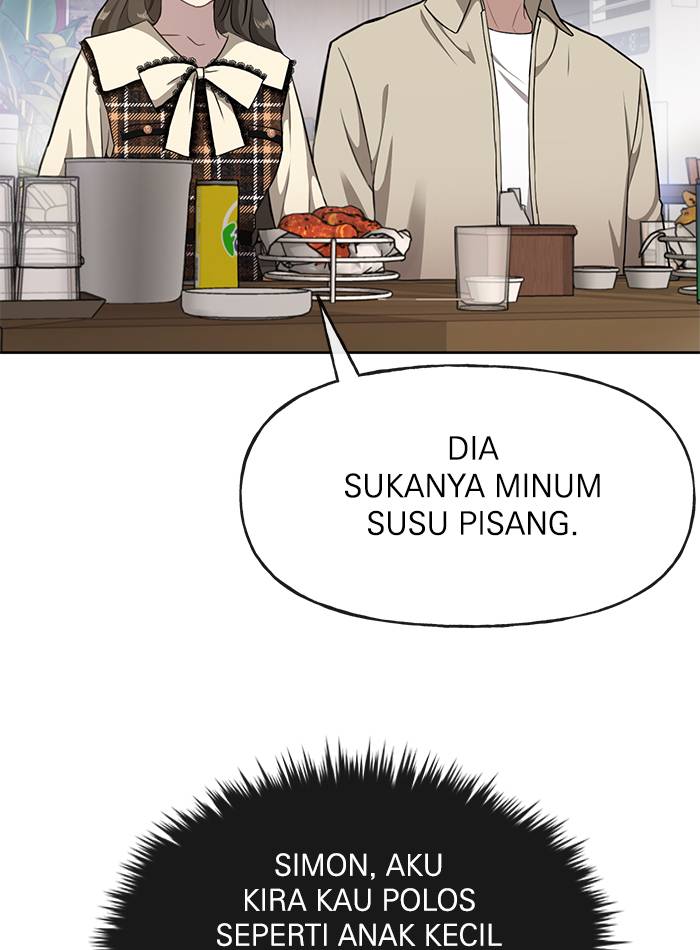 DIA
SUKANYA MINUM
SUSU PISANG.
SIMON, AKU
KIRA KAU POLOS
SEPERTI ANAK KECIL